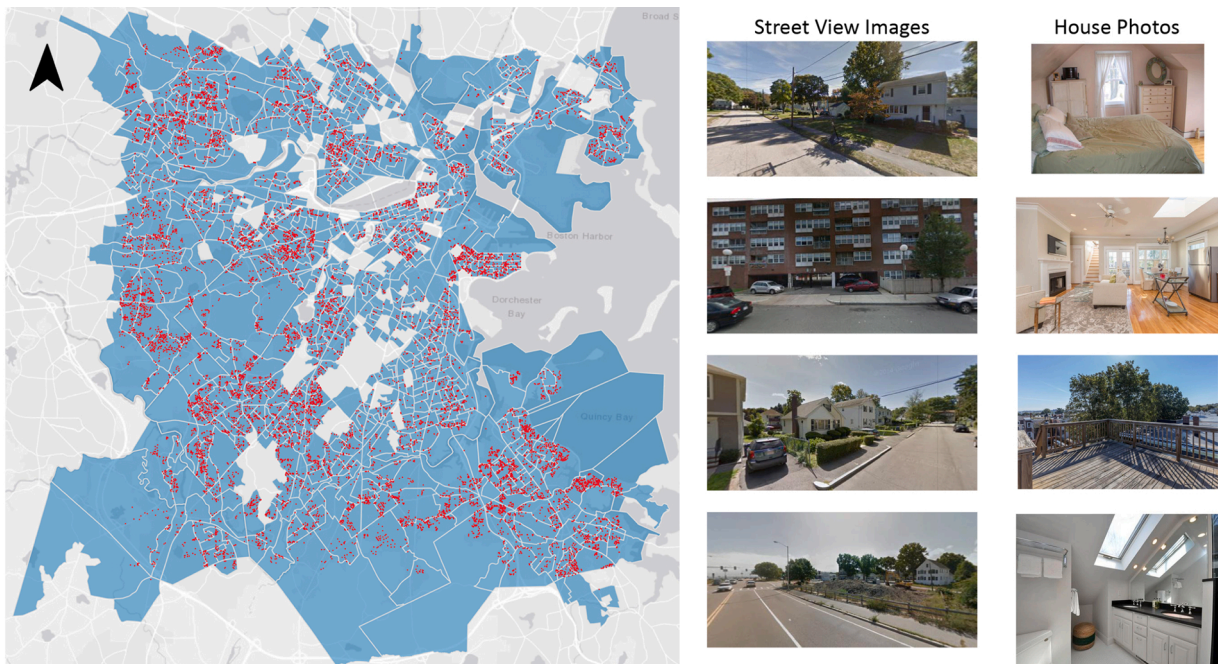 Broad S
Boston Harbor
Dorchester
Bay
Quincy Bay
Street View Images
House Photos